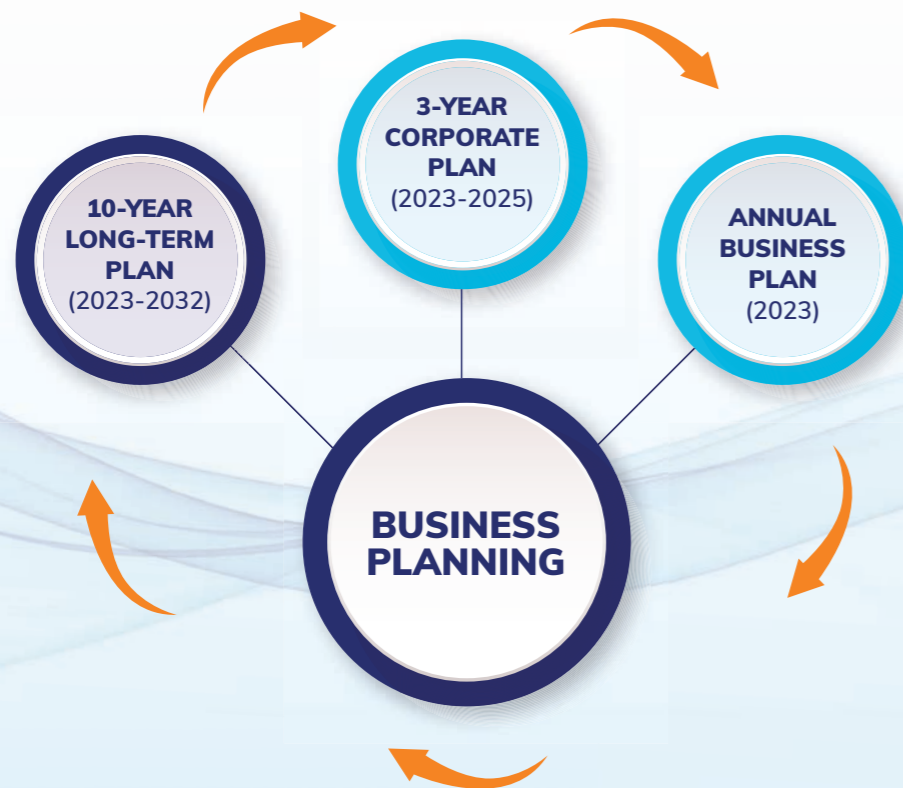 10-YEAR
LONG-TERM
PLAN
(2023-2032)
3-YEAR
CORPORATE
PLAN
(2023-2025)
ANNUAL
BUSINESS
PLAN
(2023)
BUSINESS
PLANNING